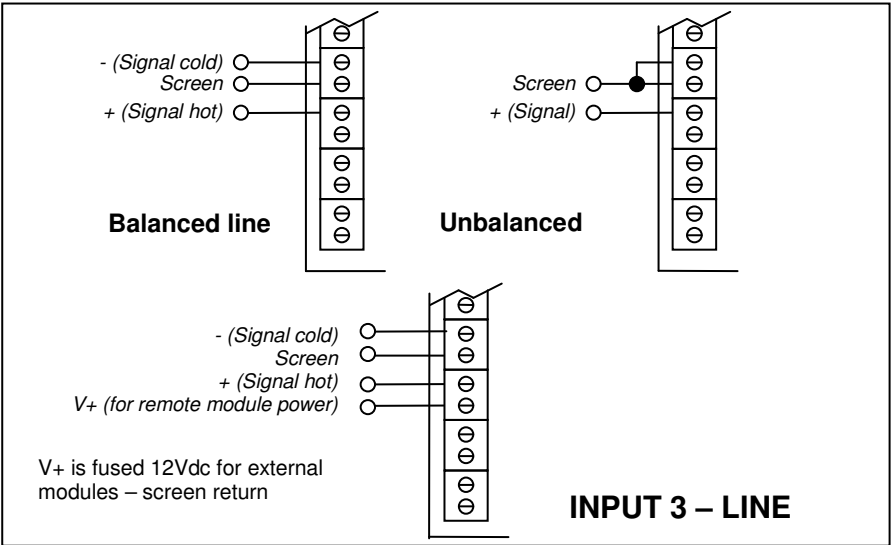 - (Signal cold)
Screen
+ (Signal hot)
Balanced line
Screen
+ (Signal)
Unbalanced
- (Signal cold)
Screen
+ (Signal hot)
V+ (for remote module power)
V+ is fused 12Vdc for external
modules – screen return
INPUT 3 – LINE